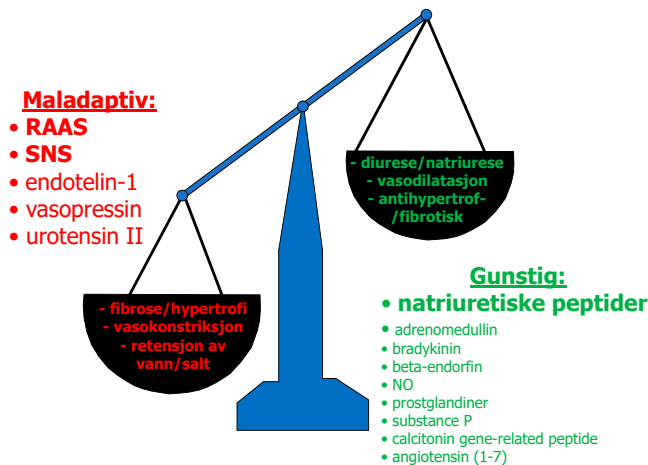 Maladaptiv:
• RAAS
• SNS
• endotelin-1
• vasopressin
• urotensin II
- fibrose/hypertrofi
- vasokonstriksjon
- retensjon av
vann/salt
- diurese/natriurese
- vasodilatasjon
- antihypertrof-
/fibrotisk
Gunstig:
• natriuretiske peptider
• adrenomedullin
• bradykinin
• beta-endorfin
• NO
• prostglandiner
• substance P
• calcitonin gene-related peptide
• angiotensin (1-7)